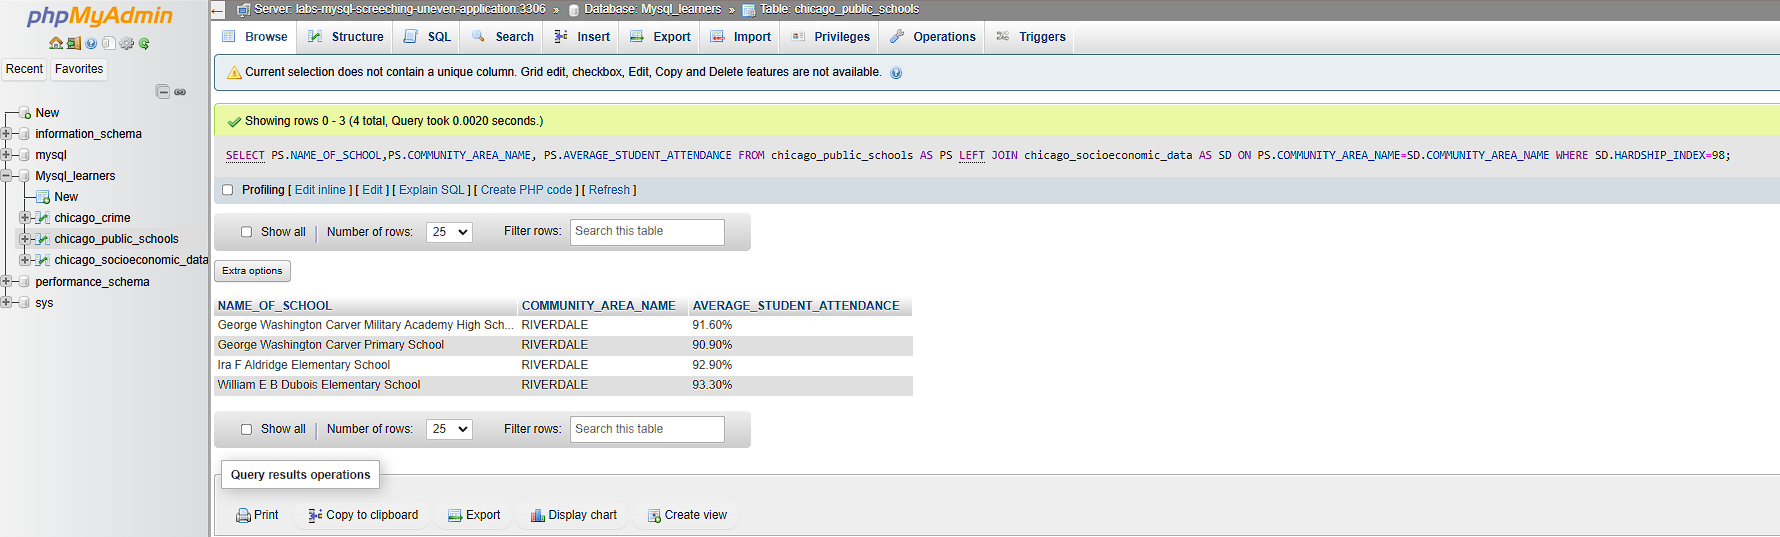 phpMyAdmin
Recent Favorites
New
information_schema
mysql
Mysql_learners
New
chicago_crime
chicago_public_schools
chicago_socioeconomic_data
performance_schema
sys
Server: labs-mysql-screeching-uneven-application:3306 » Database: Mysql_learners » Table: chicago_public_schools
Browse Structure SQL Search Insert Export Import Privileges Operations Triggers
Current selection does not contain a unique column. Grid edit, checkbox, Edit, Copy and Delete features are not available.
Showing rows 0 - 3 (4 total, Query took 0.0020 seconds.)
SELECT PS.NAME_OF_SCHOOL,PS.COMMUNITY_AREA_NAME, PS.AVERAGE_STUDENT_ATTENDANCE FROM chicago_public_schools AS PS LEFT JOIN chicago_socioeconomic_data AS SD ON PS.COMMUNITY_AREA_NAME=SD.COMMUNITY_AREA_NAME WHERE SD.HARDSHIP_INDEX=98;
Profiling [ Edit inline ] [ Edit ] [ Explain SQL ] [ Create PHP code ] [ Refresh ]
Show all | Number of rows: 25 Filter rows: Search this table
Extra options
NAME_OF_SCHOOL COMMUNITY_AREA_NAME AVERAGE_STUDENT_ATTENDANCE
George Washington Carver Military Academy High Sch... RIVERDALE 91.60%
George Washington Carver Primary School RIVERDALE 90.90%
Ira F Aldridge Elementary School RIVERDALE 92.90%
William E B Dubois Elementary School RIVERDALE 93.30%
Show all | Number of rows: 25 Filter rows: Search this table
Query results operations
Print Copy to clipboard Export Display chart Create view